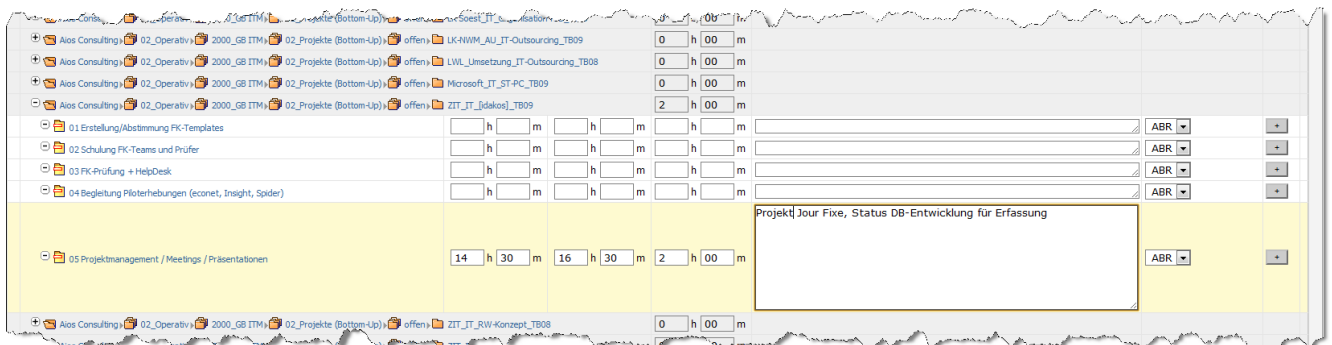 Aios Consulting 02_Operativ 2000_GB ITM 02_Projekte (Bottom-Up) offen LK-NWM_AU_IT-Outsourcing_TB09 0 h 00 m
Aios Consulting 02_Operativ 2000_GB ITM 02_Projekte (Bottom-Up) offen LWL_Umsetzung_IT-Outsourcing_TB08 0 h 00 m
Aios Consulting 02_Operativ 2000_GB ITM 02_Projekte (Bottom-Up) offen Microsoft_IT_ST-PC_TB09 0 h 00 m
Aios Consulting 02_Operativ 2000_GB ITM 02_Projekte (Bottom-Up) offen ZIT_IT_[idakos]_TB09 2 h 00 m
01 Erstellung/Abstimmung FK-Templates h m h m h m ABR +
02 Schulung FK-Teams und Prüfer h m h m h m ABR +
03 FK-Prüfung + HelpDesk h m h m h m ABR +
04 Begleitung Piloterhebungen (econet, Insight, Spider) h m h m h m ABR +
Projekt Jour Fixe, Status DB-Entwicklung für Erfassung
05 Projektmanagement / Meetings / Präsentationen 14 h 30 m 16 h 30 m 2 h 00 m ABR +
Aios Consulting 02_Operativ 2000_GB ITM 02_Projekte (Bottom-Up) offen ZIT_IT_RW-Konzept_TB08 0 h 00 m